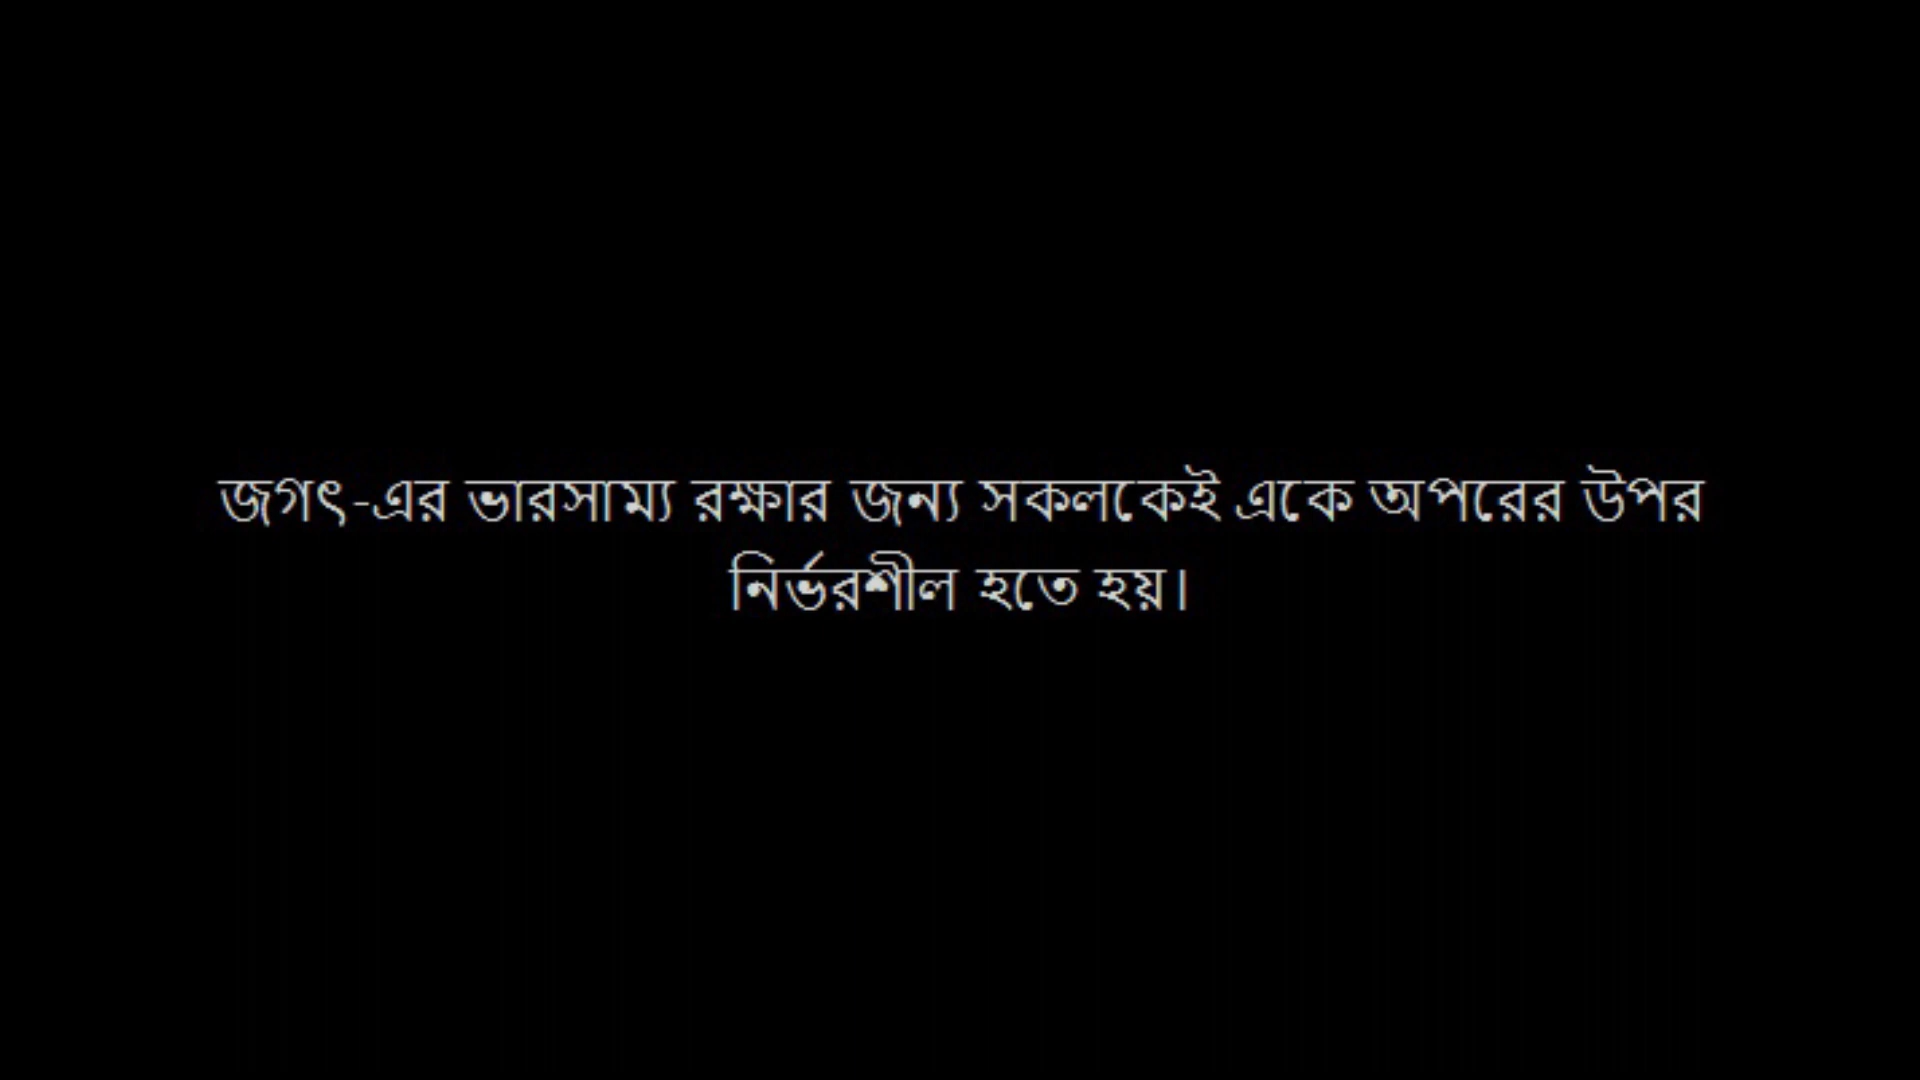 জগৎ-এর ভারসাম্য রক্ষার জন্য সকলকেই একে অপরের উপর
নির্ভরশীল হতে হয়।